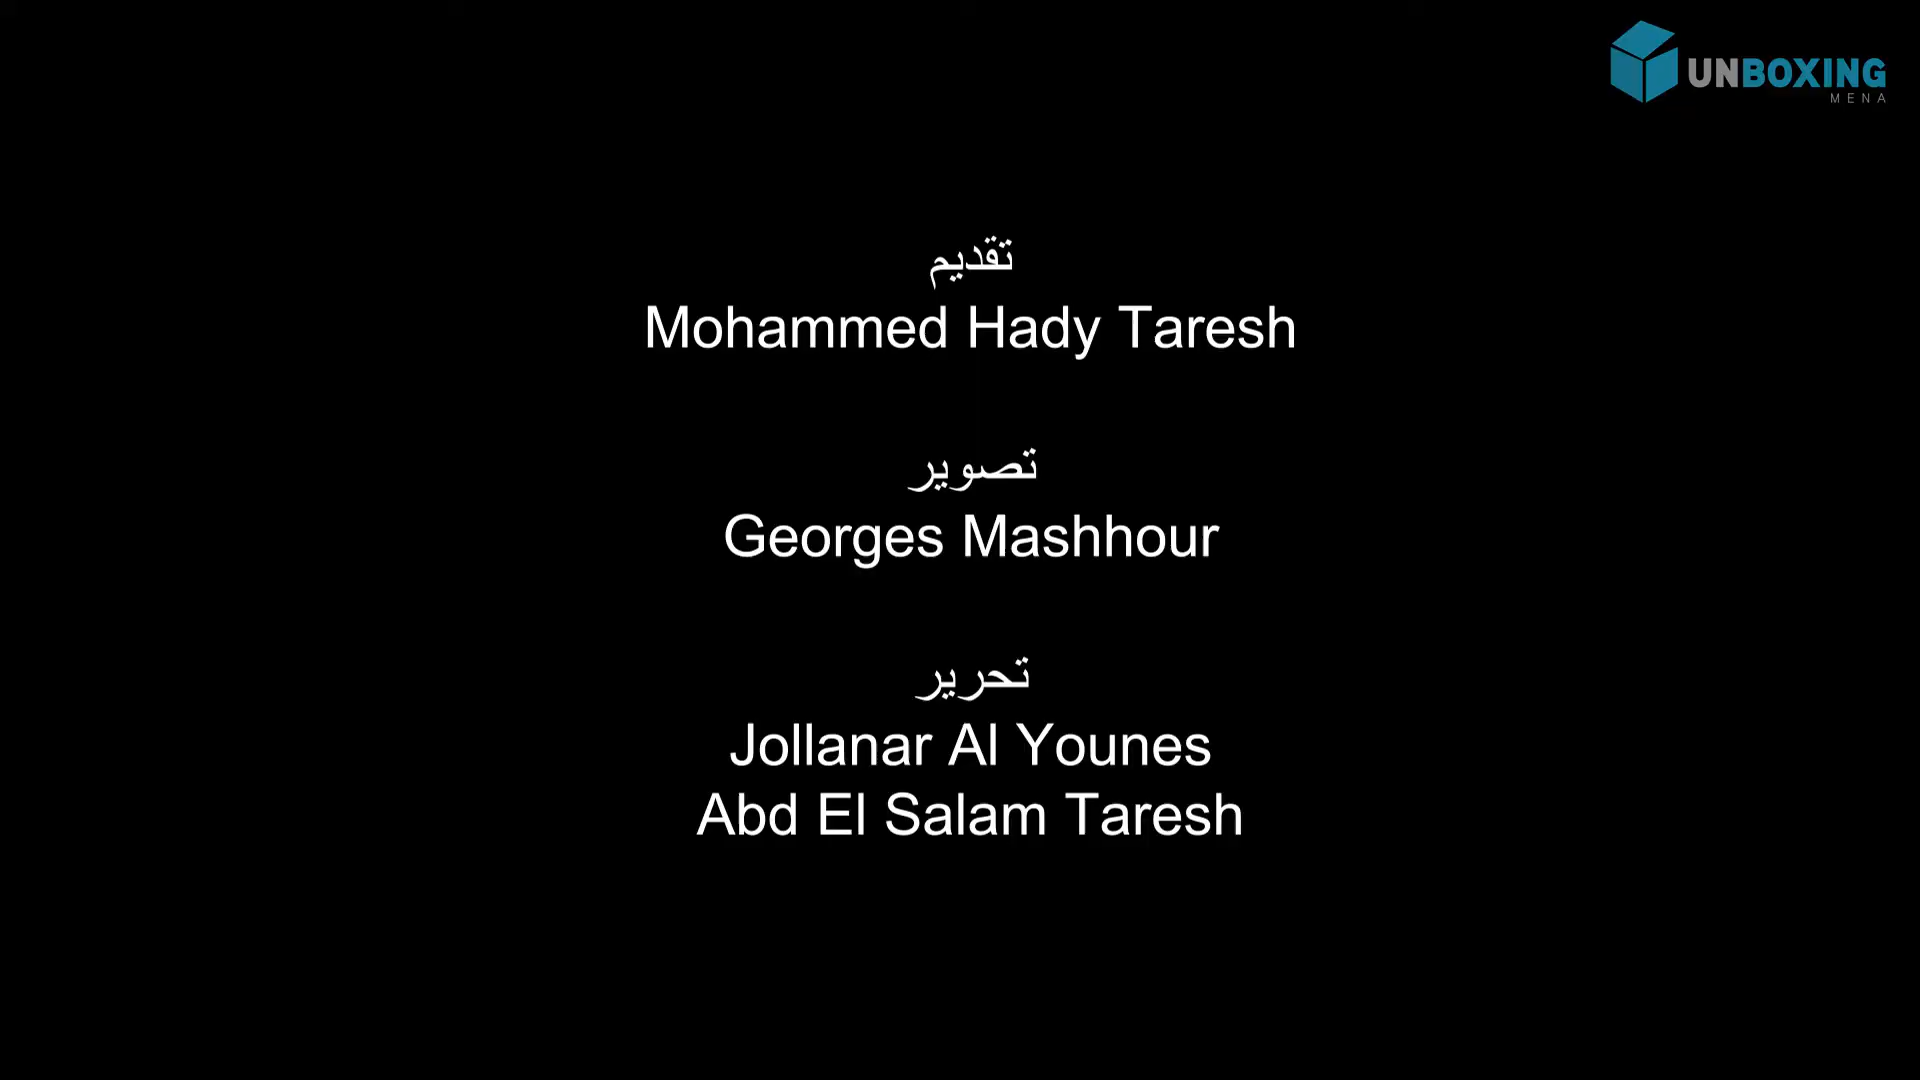 UNBOXING
MENA
تقديم
Mohammed Hady Taresh
تصوير
Georges Mashhour
تحرير
Jollanar Al Younes
Abd El Salam Taresh